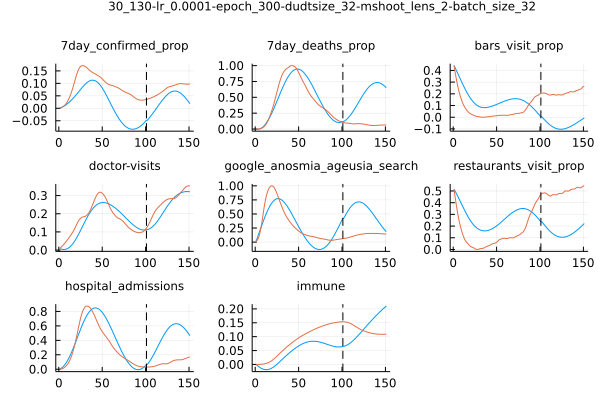 30_130-lr_0.0001-epoch_300-dudtsize_32-mshoot_lens_2-batch_size_32
7day_confirmed_prop
7day_deaths_prop
bars_visit_prop
0.15
0.10
0.05
0.00
−0.05
0 50 100 150
1.00
0.75
0.50
0.25
0.00
0 50 100 150
0.4
0.3
0.2
0.1
0.0
−0.1
0 50 100 150
doctor-visits
google_anosmia_ageusia_search
restaurants_visit_prop
0.3
0.2
0.1
0.0
0 50 100 150
1.00
0.75
0.50
0.25
0.00
0 50 100 150
0.5
0.4
0.3
0.2
0.1
0.0
0 50 100 150
hospital_admissions
immune
0.8
0.6
0.4
0.2
0.0
0 50 100 150
0.20
0.15
0.10
0.05
0.00
0 50 100 150